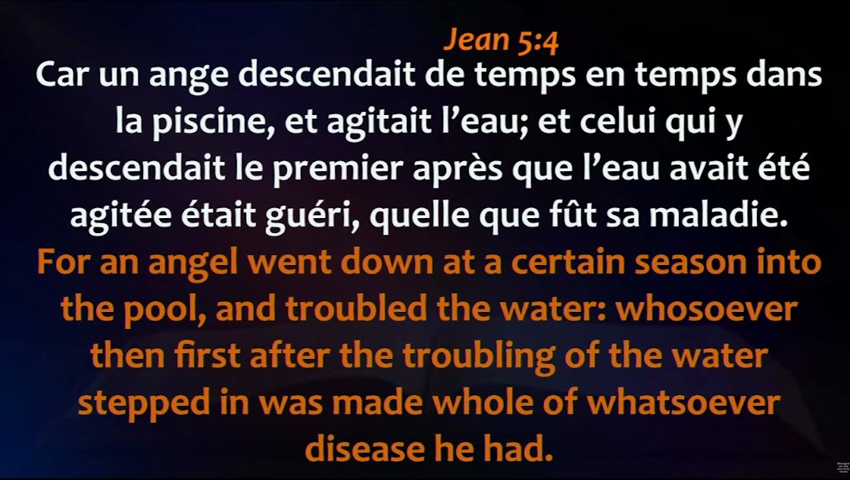 Jean 5:4
Car un ange descendait de temps en temps dans
la piscine, et agitait l’eau; et celui qui y
descendait le premier après que l’eau avait été
agitée était guéri, quelle que fût sa maladie.
For an angel went down at a certain season into
the pool, and troubled the water: whosoever
then first after the troubling of the water
stepped in was made whole of whatsoever
disease he had.